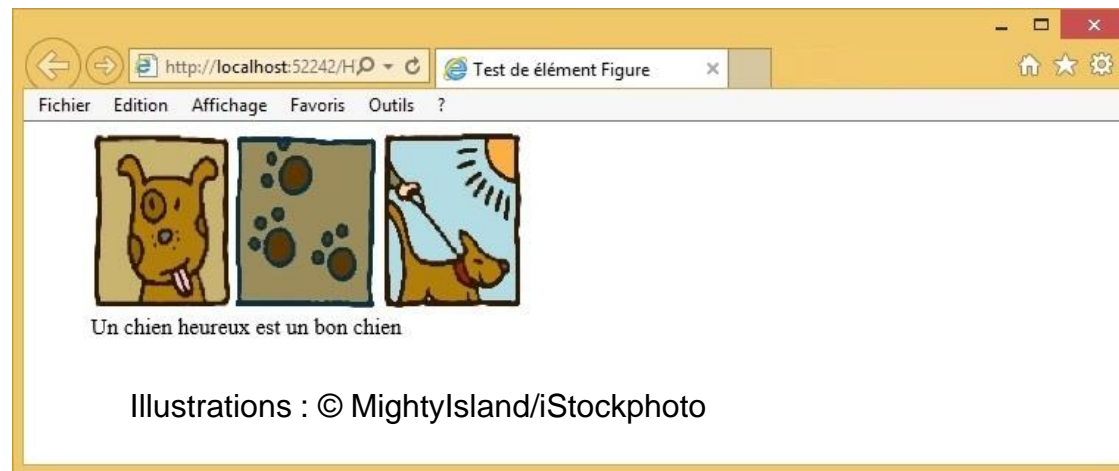 http://localhost:52242/H
Test de élément Figure
Fichier Edition Affichage Favoris Outils ?
Un chien heureux est un bon chien
Illustrations : © MightyIsland/iStockphoto